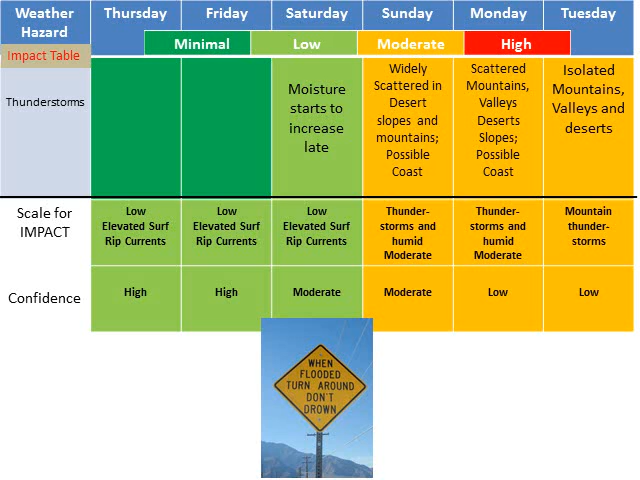 Weather Hazard Thursday Friday Saturday Sunday Monday Tuesday
Minimal Low Moderate High
Impact Table
Thunderstorms
Moisture
starts to
increase
late
Widely
Scattered in
Desert
slopes and
mountains;
Possible
Coast
Scattered
Mountains,
Valleys
Deserts
Slopes;
Possible
Coast
Isolated
Mountains,
Valleys and
deserts
Scale for
IMPACT
Low
Elevated Surf
Rip Currents
Low
Elevated Surf
Rip Currents
Low
Elevated Surf
Rip Currents
Thunder-
storms and
humid
Moderate
Thunder-
storms and
humid
Moderate
Mountain
thunder-
storms
Confidence
High
High
Moderate
Moderate
Low
Low
WHEN
FLOODED
TURN AROUND
DON'T
DROWN